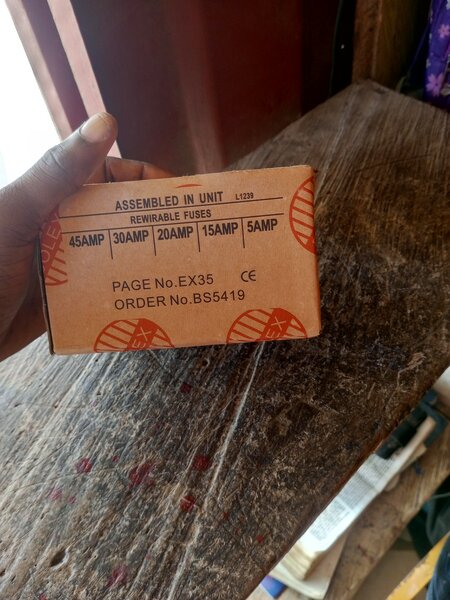 ASSEMBLED IN UNIT L1239
REWIRABLE FUSES
45AMP 30AMP 20AMP 15AMP 5AMP
PAGE No.EX35 CE
ORDER No.BS5419